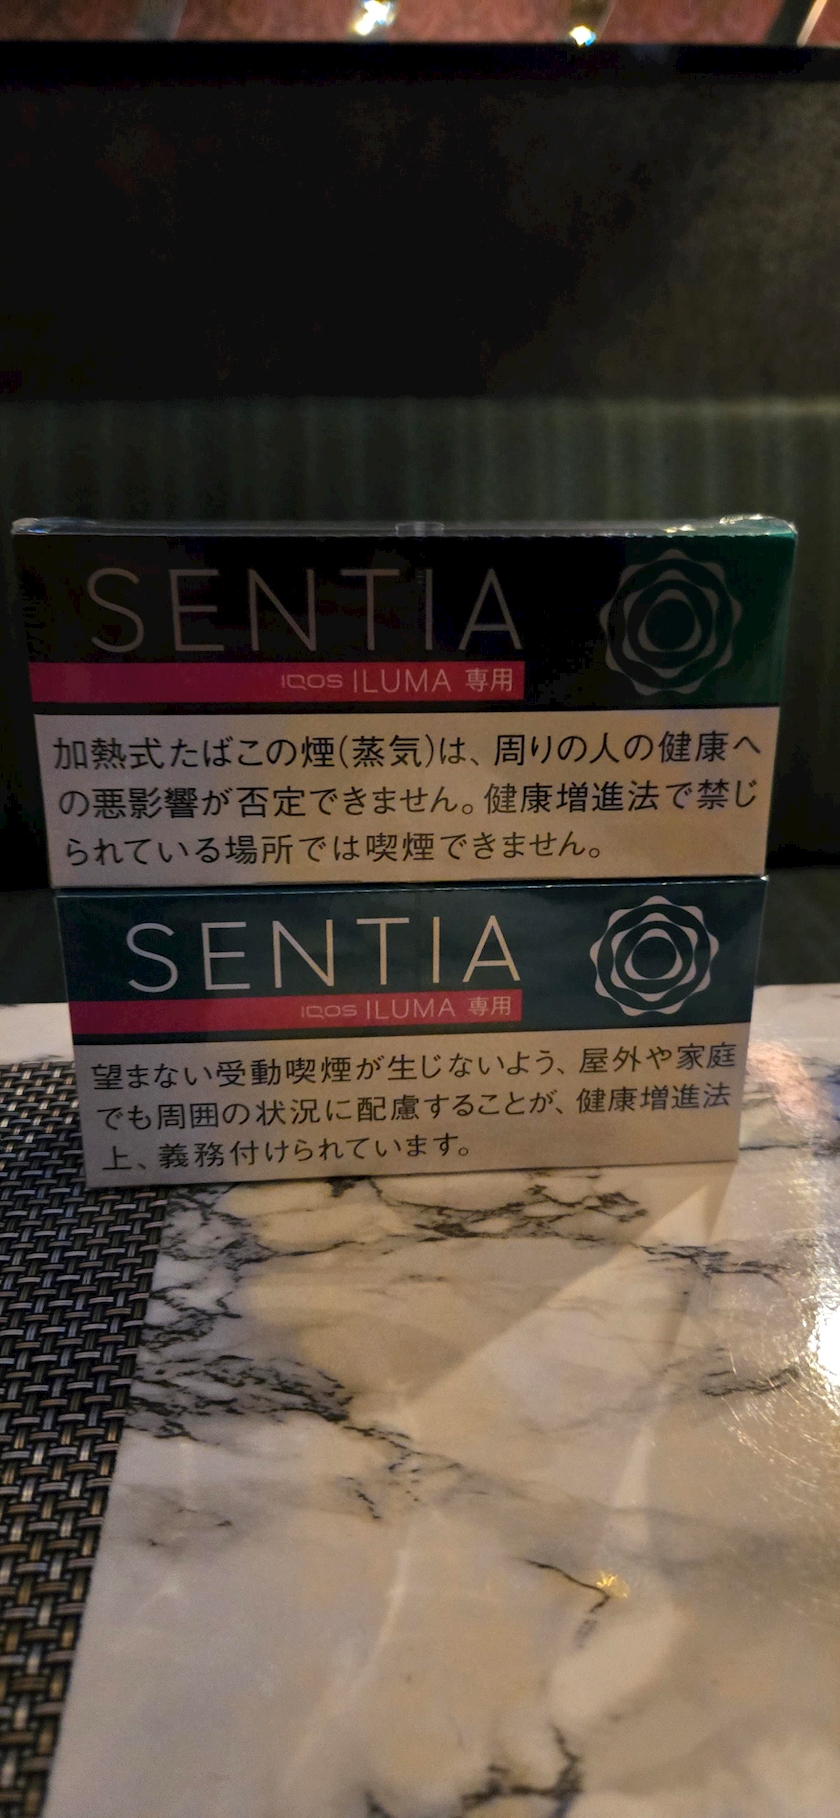 SENTIA
IQOS ILUMA 専用
加熱式たばこの煙(蒸気)は、周りの人の健康へ
の悪影響が否定できません。健康増進法で禁じ
られている場所では喫煙できません。
SENTIA
IQOS ILUMA 専用
望まない受動喫煙が生じないよう、屋外や家庭
でも周囲の状況に配慮することが、健康増進法
上、義務付けられています。